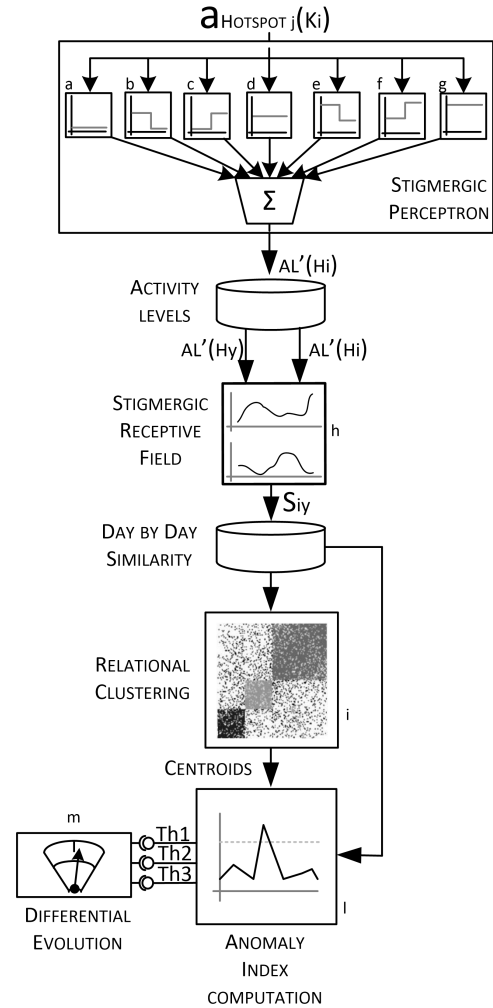 aHOTSPOT j(Ki)
a b c d e f g
Σ
STIGMERGIC
PERCEPTRON
AL'(Hi)
ACTIVITY
LEVELS
AL'(Hy) AL'(Hi)
STIGMERGIC
RECEPTIVE
FIELD
h
Siy
DAY BY DAY
SIMILARITY
RELATIONAL
CLUSTERING
i
CENTROIDS
m
Th1
Th2
Th3
l
DIFFERENTIAL
EVOLUTION
ANOMALY
INDEX
COMPUTATION